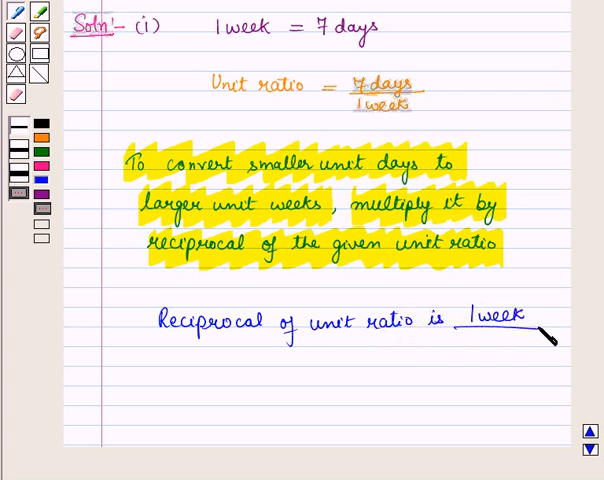 Soln:- (i) 1 week = 7 days
Unit ratio = 7 days
1 week
To convert smaller unit days to
larger unit weeks, multiply it by
reciprocal of the given unit ratio
Reciprocal of unit ratio is 1 week